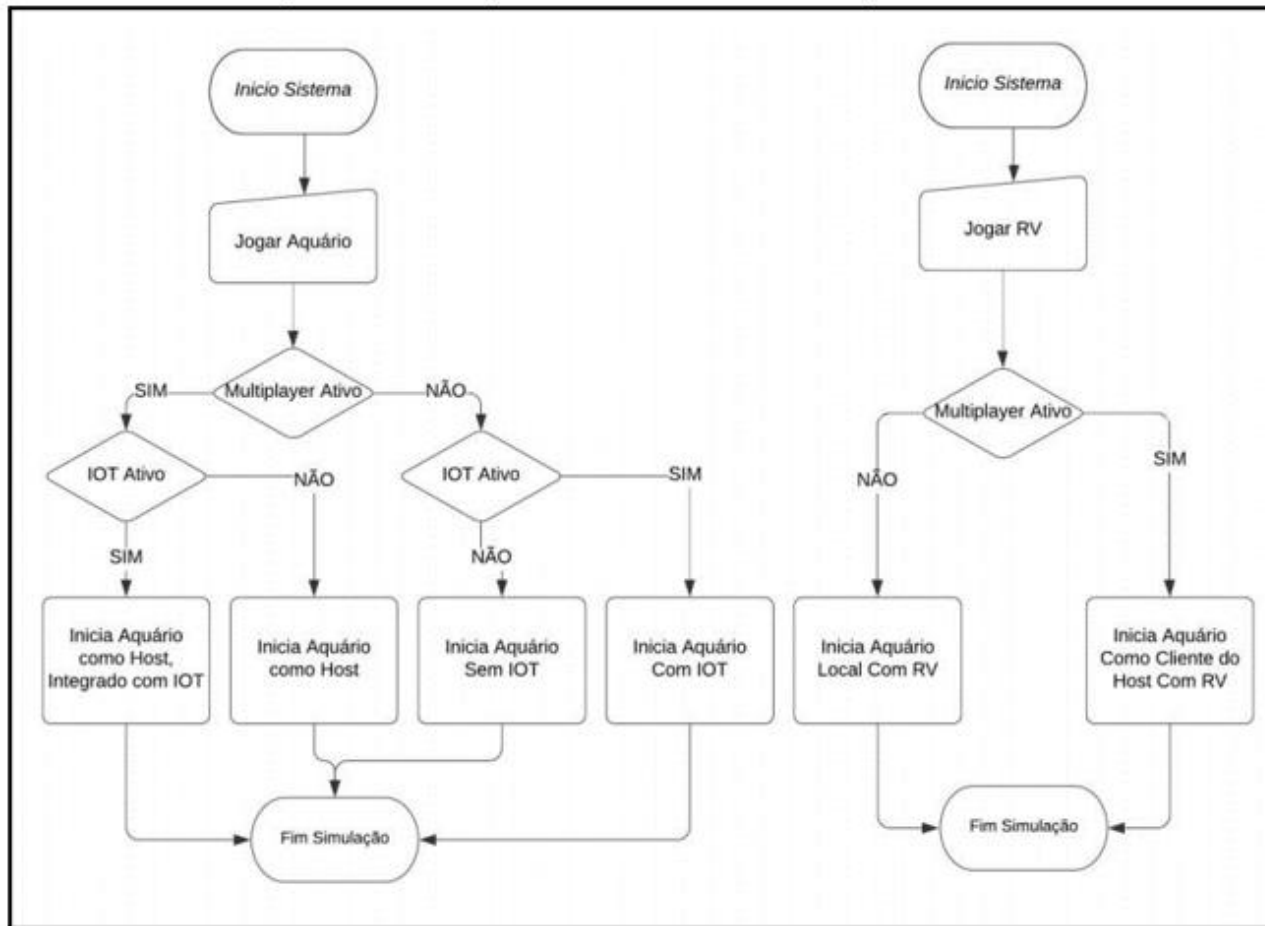 Inicio Sistema
Jogar Aquário
Multiplayer Ativo
SIM
NÃO
IOT Ativo
NÃO
IOT Ativo
SIM
SIM
NÃO
Inicia Aquário
como Host,
Integrado com IOT
Inicia Aquário
como Host
Inicia Aquário
Sem IOT
Inicia Aquário
Com IOT
Fim Simulação
Inicio Sistema
Jogar RV
Multiplayer Ativo
NÃO
SIM
Inicia Aquário
Local Com RV
Inicia Aquário
Como Cliente do
Host Com RV
Fim Simulação